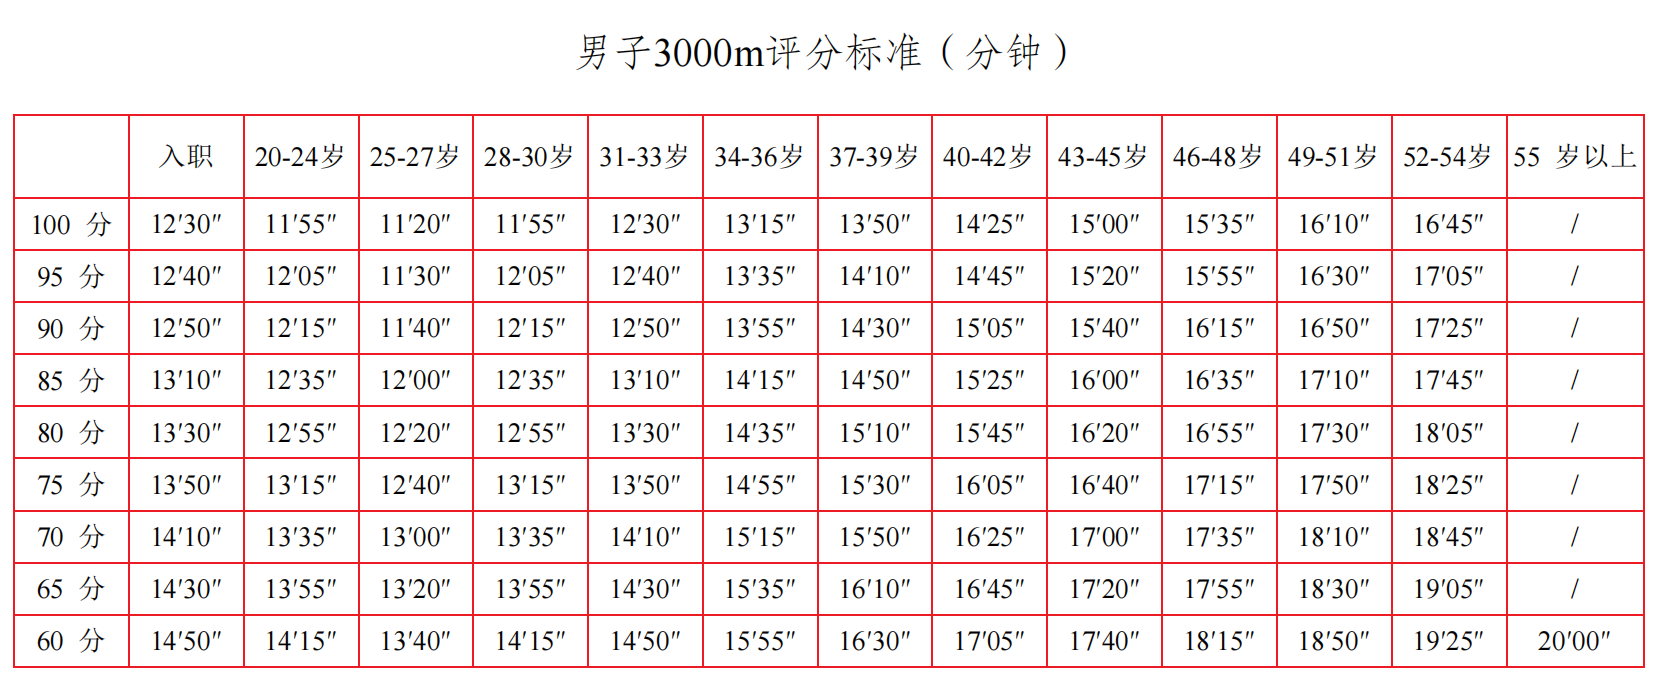 男子3000m评分标准（分钟）
入职 20-24岁 25-27岁 28-30岁 31-33岁 34-36岁 37-39岁 40-42岁 43-45岁 46-48岁 49-51岁 52-54岁 55 岁以上
100 分 12′30″ 11′55″ 11′20″ 11′55″ 12′30″ 13′15″ 13′50″ 14′25″ 15′00″ 15′35″ 16′10″ 16′45″ /
95 分 12′40″ 12′05″ 11′30″ 12′05″ 12′40″ 13′35″ 14′10″ 14′45″ 15′20″ 15′55″ 16′30″ 17′05″ /
90 分 12′50″ 12′15″ 11′40″ 12′15″ 12′50″ 13′55″ 14′30″ 15′05″ 15′40″ 16′15″ 16′50″ 17′25″ /
85 分 13′10″ 12′35″ 12′00″ 12′35″ 13′10″ 14′15″ 14′50″ 15′25″ 16′00″ 16′35″ 17′10″ 17′45″ /
80 分 13′30″ 12′55″ 12′20″ 12′55″ 13′30″ 14′35″ 15′10″ 15′45″ 16′20″ 16′55″ 17′30″ 18′05″ /
75 分 13′50″ 13′15″ 12′40″ 13′15″ 13′50″ 14′55″ 15′30″ 16′05″ 16′40″ 17′15″ 17′50″ 18′25″ /
70 分 14′10″ 13′35″ 13′00″ 13′35″ 14′10″ 15′15″ 15′50″ 16′25″ 17′00″ 17′35″ 18′10″ 18′45″ /
65 分 14′30″ 13′55″ 13′20″ 13′55″ 14′30″ 15′35″ 16′10″ 16′45″ 17′20″ 17′55″ 18′30″ 19′05″ /
60 分 14′50″ 14′15″ 13′40″ 14′15″ 14′50″ 15′55″ 16′30″ 17′05″ 17′40″ 18′15″ 18′50″ 19′25″ 20′00″